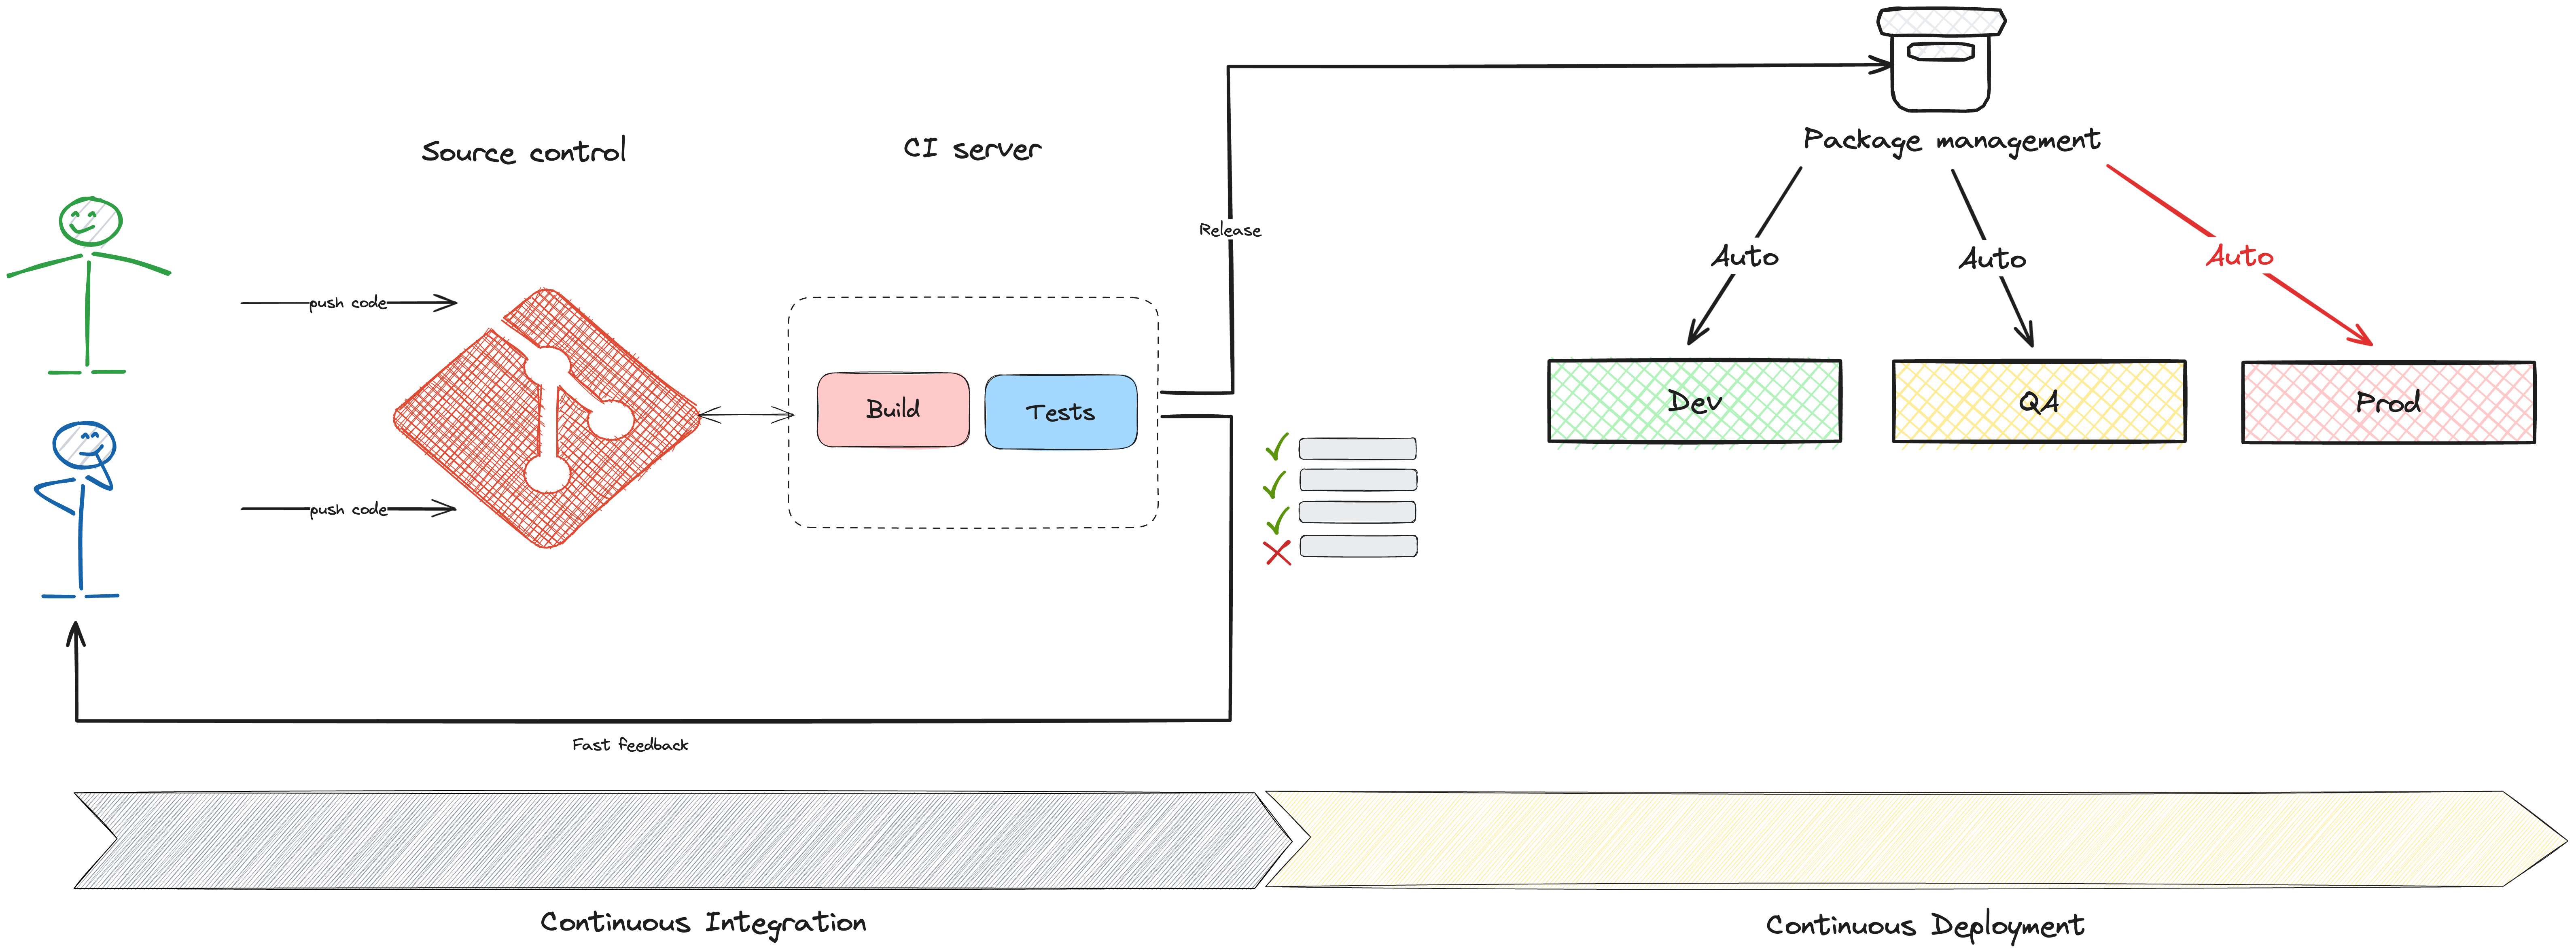 Package management
Source control
CI server
Release
Auto
Auto
Auto
push code
push code
Build
Tests
Dev
QA
Prod
Fast feedback
Continuous Integration
Continuous Deployment